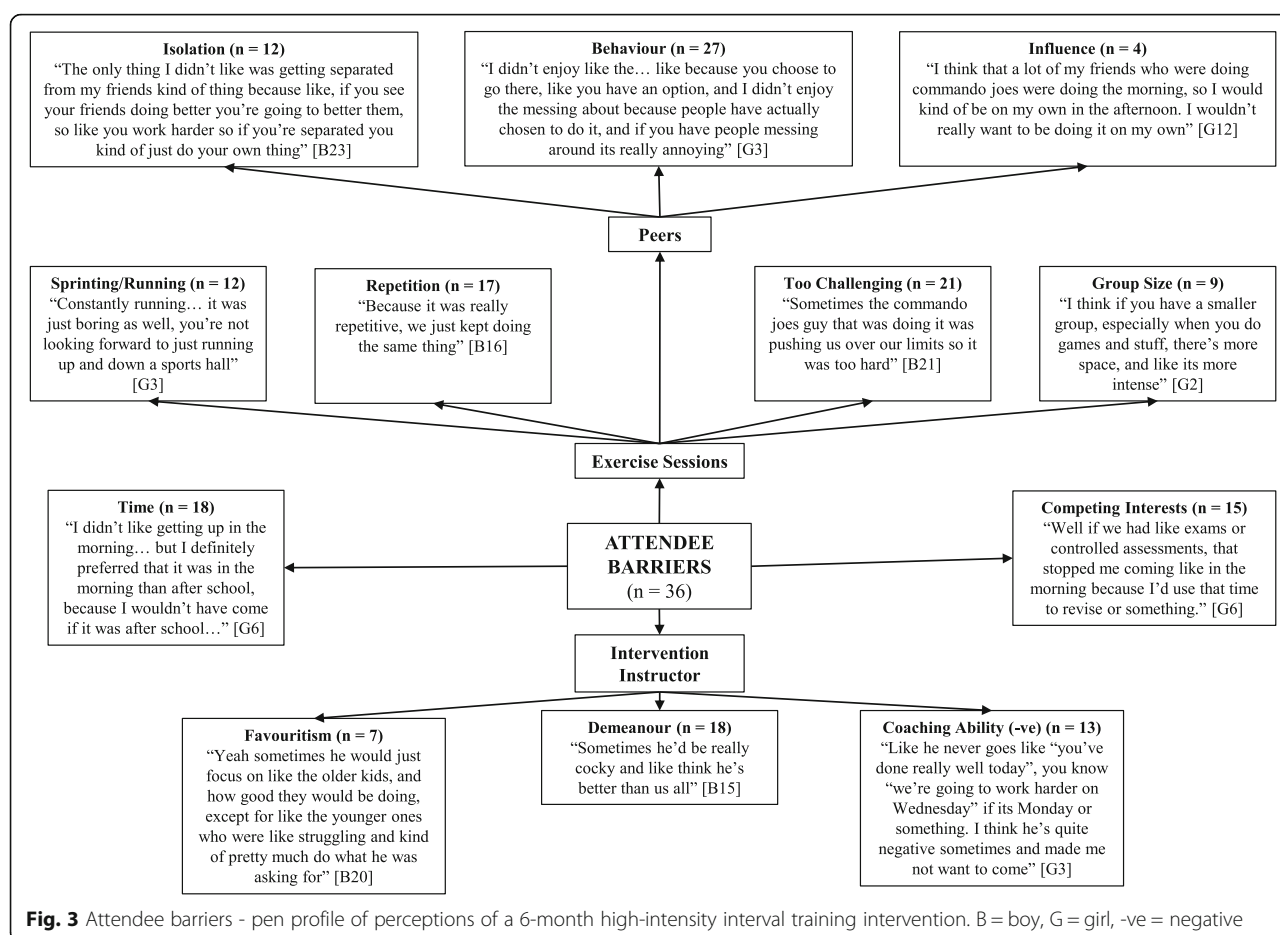 Isolation (n = 12)
“The only thing I didn’t like was getting separated
from my friends kind of thing because like, if you see
your friends doing better you’re going to better them,
so like you work harder so if you’re separated you
kind of just do your own thing” [B23]
Behaviour (n = 27)
“I didn’t enjoy like the… like because you choose to
go there, like you have an option, and I didn’t enjoy
the messing about because people have actually
chosen to do it, and if you have people messing
around its really annoying” [G3]
Influence (n = 4)
“I think that a lot of my friends who were doing
commando joes were doing the morning, so I would
kind of be on my own in the afternoon. I wouldn’t
really want to be doing it on my own” [G12]
Peers
Sprinting/Running (n = 12)
“Constantly running… it was
just boring as well, you’re not
looking forward to just running
up and down a sports hall”
[G3]
Repetition (n = 17)
“Because it was really
repetitive, we just kept doing
the same thing” [B16]
Too Challenging (n = 21)
“Sometimes the commando
joes guy that was doing it was
pushing us over our limits so it
was too hard” [B21]
Group Size (n = 9)
“I think if you have a smaller
group, especially when you do
games and stuff, there’s more
space, and like its more
intense” [G2]
Exercise Sessions
Time (n = 18)
“I didn’t like getting up in the
morning… but I definitely
preferred that it was in the
morning than after school,
because I wouldn’t have come
if it was after school…” [G6]
ATTENDEE
BARRIERS
(n = 36)
Competing Interests (n = 15)
“Well if we had like exams or
controlled assessments, that
stopped me coming like in the
morning because I’d use that time
to revise or something.” [G6]
Intervention
Instructor
Favouritism (n = 7)
“Yeah sometimes he would just
focus on like the older kids, and
how good they would be doing,
except for like the younger ones
who were like struggling and kind
of pretty much do what he was
asking for” [B20]
Demeanour (n = 18)
“Sometimes he’d be really
cocky and like think he’s
better than us all” [B15]
Coaching Ability (-ve) (n = 13)
“Like he never goes like “you’ve
done really well today”, you know
“we’re going to work harder on
Wednesday” if its Monday or
something. I think he’s quite
negative sometimes and made me
not want to come” [G3]
Fig. 3 Attendee barriers - pen profile of perceptions of a 6-month high-intensity interval training intervention. B = boy, G = girl, -ve = negative